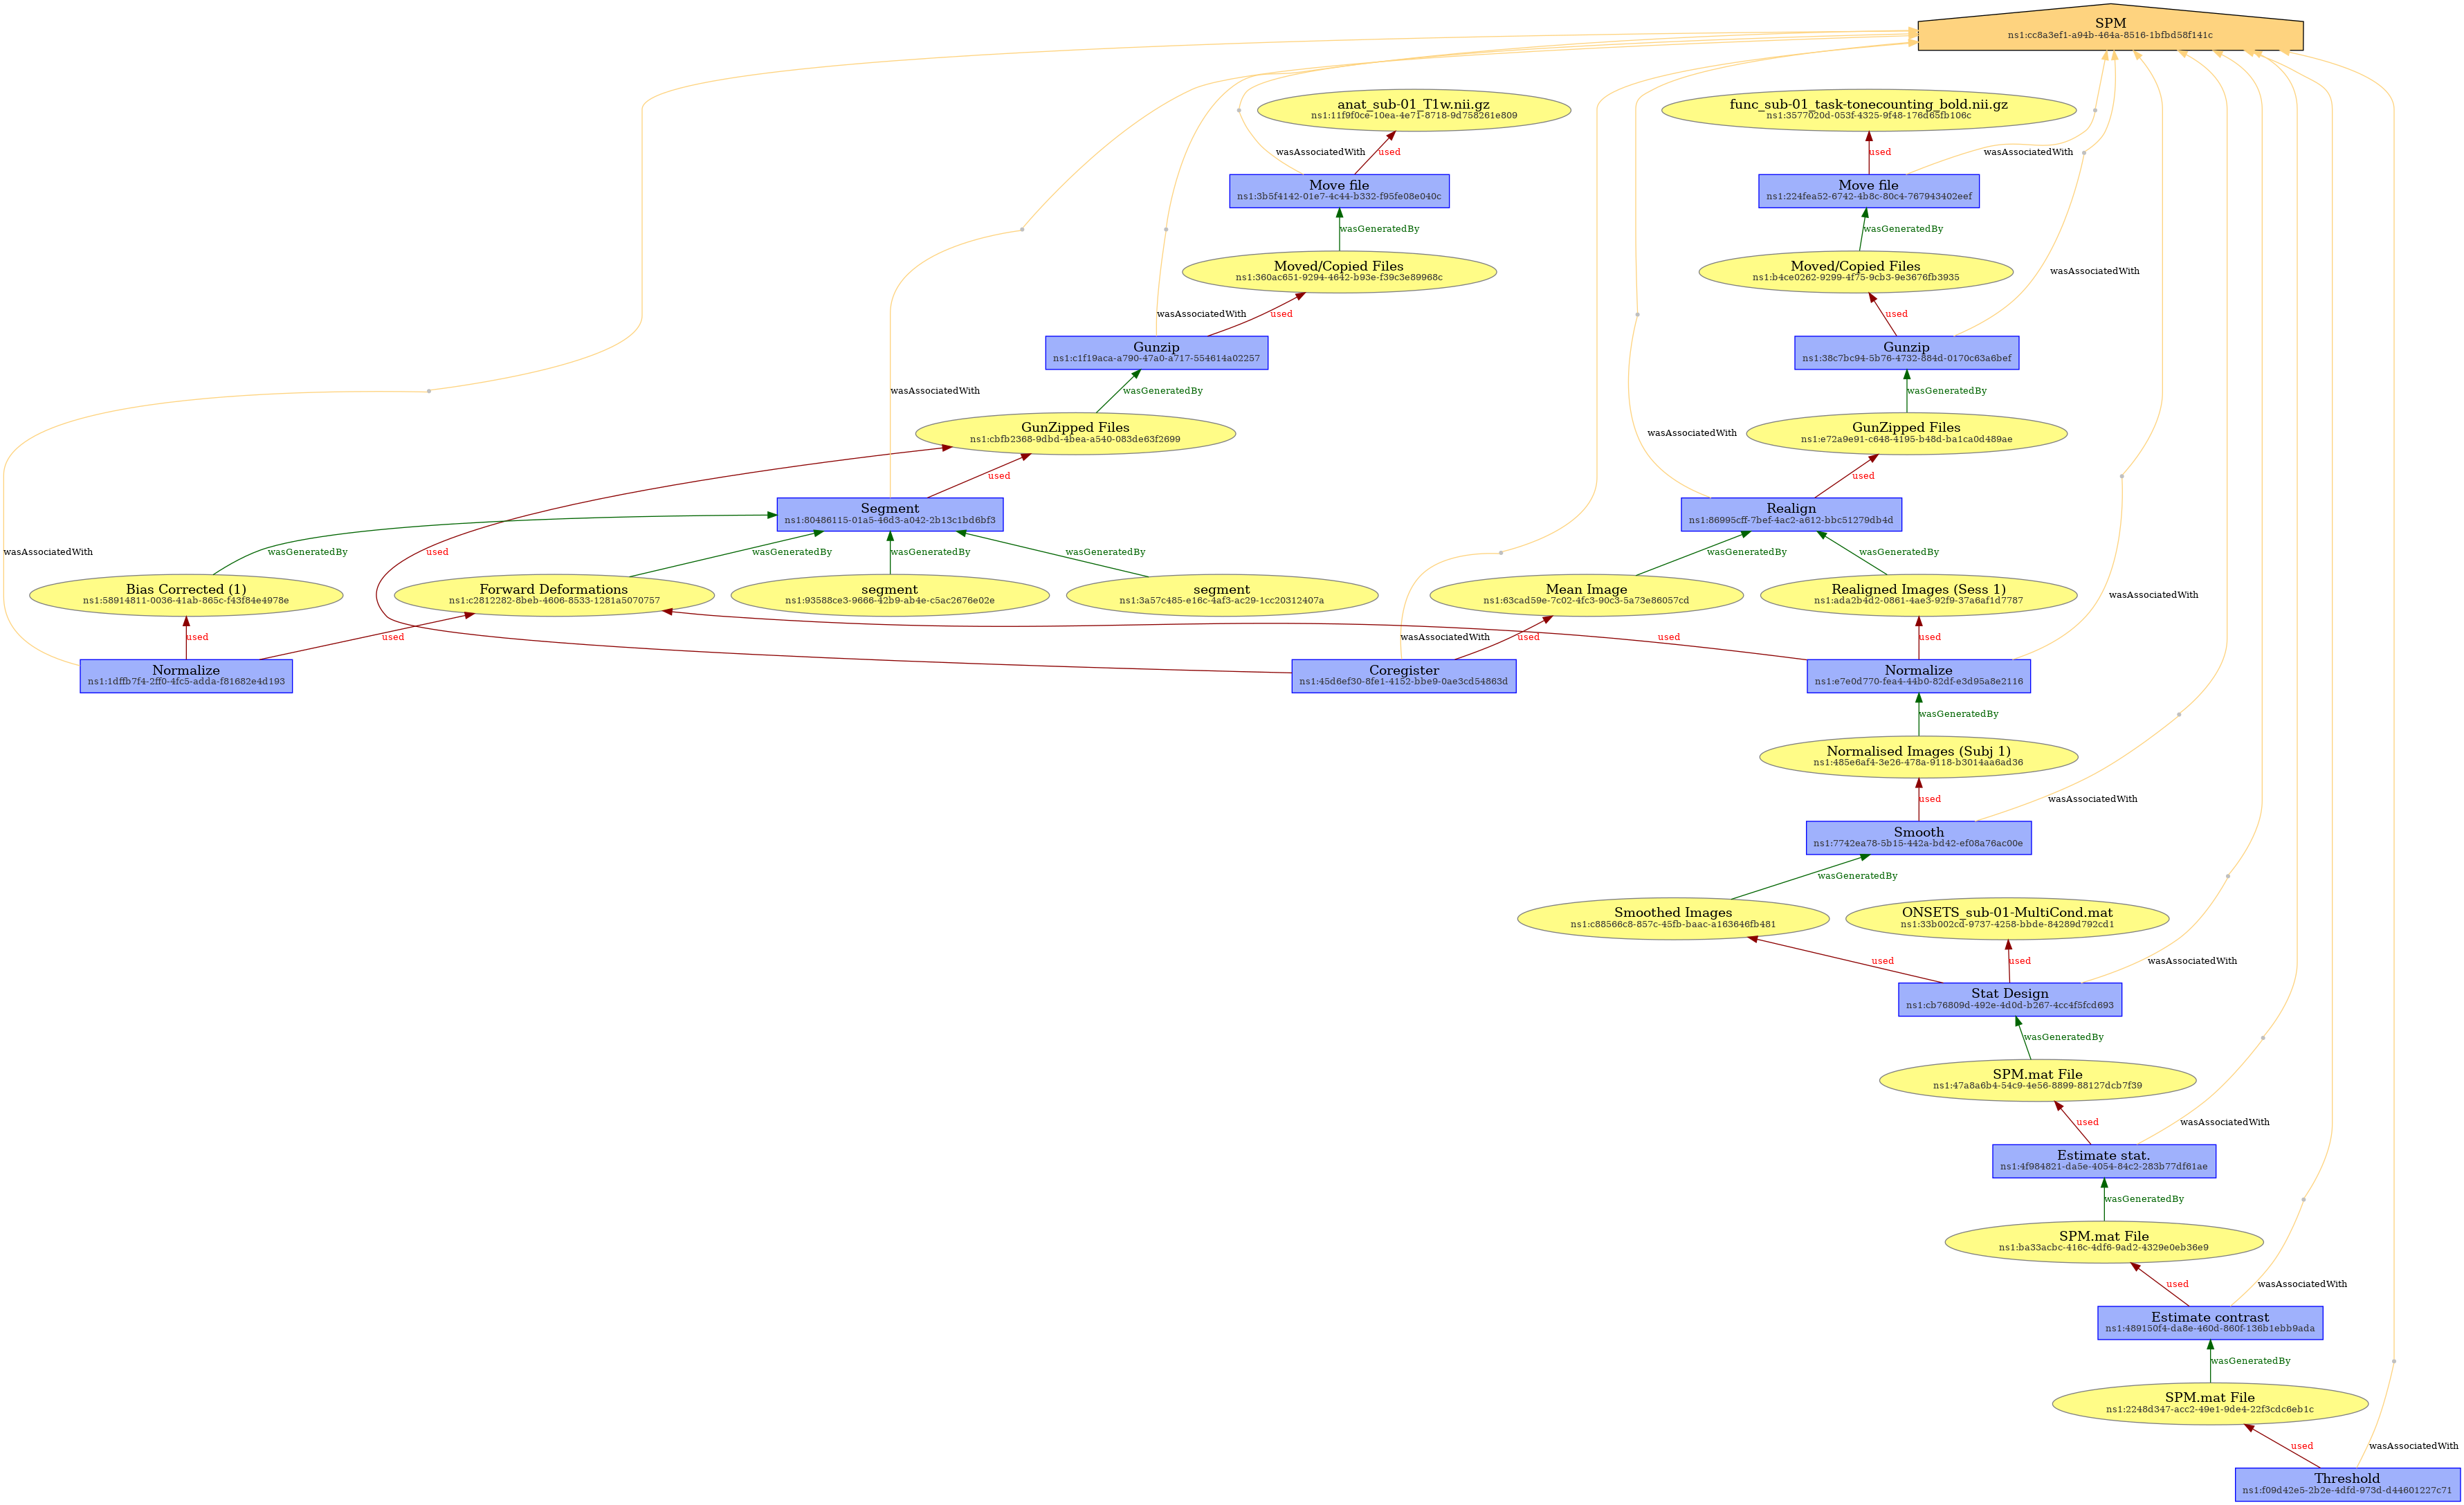 SPM
ns1:cc8a3ef1-a94b-464a-8516-1bfbd58f141c
anat_sub-01_T1w.nii.gz
ns1:11f9f0ce-10ea-4e71-8718-9d758261e809
func_sub-01_task-tonecounting_bold.nii.gz
ns1:3577020d-053f-4325-9f48-176d65fb106c
wasAssociatedWith
used
used
wasAssociatedWith
Move file
ns1:3b5f4142-01e7-4c44-b332-f95fe08e040c
Move file
ns1:224fea52-6742-4b8c-80c4-767943402eef
wasGeneratedBy
wasGeneratedBy
Moved/Copied Files
ns1:360ac651-9294-4642-b93e-f39c3e89968c
Moved/Copied Files
ns1:b4ce0262-9299-4f75-9cb3-9e3676fb3935
wasAssociatedWith
wasAssociatedWith
used
used
Gunzip
ns1:c1f19aca-a790-47a0-a717-554614a02257
Gunzip
ns1:38c7bc94-5b76-4732-884d-0170c63a6bef
wasAssociatedWith
wasGeneratedBy
wasGeneratedBy
GunZipped Files
ns1:cbfb2368-9dbd-4bea-a540-083de63f2699
wasAssociatedWith
GunZipped Files
ns1:e72a9e91-c648-4195-b48d-ba1ca0d489ae
used
used
Segment
ns1:80486115-01a5-46d3-a042-2b13c1bd6bf3
Realign
ns1:86995cff-7bef-4ac2-a612-bbc51279db4d
wasAssociatedWith
wasGeneratedBy
used
wasGeneratedBy
wasGeneratedBy
wasGeneratedBy
wasGeneratedBy
wasGeneratedBy
Bias Corrected (1)
ns1:58914811-0036-41ab-865c-f43f84e4978e
Forward Deformations
ns1:c2812282-8beb-4606-8533-1281a5070757
segment
ns1:93588ce3-9666-42b9-ab4e-c5ac2676e02e
segment
ns1:3a57c485-e16c-4af3-ac29-1cc20312407a
Mean Image
ns1:63cad59e-7c02-4fc3-90c3-5a73e86057cd
Realigned Images (Sess 1)
ns1:ada2b4d2-0861-4ae3-92f9-37a6af1d7787
wasAssociatedWith
used
used
wasAssociatedWith
used
used
used
Normalize
ns1:1dffb7f4-2ff0-4fc5-adda-f81682e4d193
Coregister
ns1:45d6ef30-8fe1-4152-bbe9-0ae3cd54863d
Normalize
ns1:e7e0d770-fea4-44b0-82df-e3d95a8e2116
wasGeneratedBy
Normalised Images (Subj 1)
ns1:485e6af4-3e26-478a-9118-b3014aa6ad36
used
wasAssociatedWith
Smooth
ns1:7742ea78-5b15-442a-bd42-ef08a76ac00e
wasGeneratedBy
Smoothed Images
ns1:c88566c8-857c-45fb-baac-a163646fb481
ONSETS_sub-01-MultiCond.mat
ns1:33b002cd-9737-4258-bbde-84289d792cd1
used
used
wasAssociatedWith
Stat Design
ns1:cb76809d-492e-4d0d-b267-4cc4f5fcd693
wasGeneratedBy
SPM.mat File
ns1:47a8a6b4-54c9-4e56-8899-88127dcb7f39
used
wasAssociatedWith
Estimate stat.
ns1:4f984821-da5e-4054-84c2-283b77df61ae
wasGeneratedBy
SPM.mat File
ns1:ba33acbc-416c-4df6-9ad2-4329e0eb36e9
used
wasAssociatedWith
Estimate contrast
ns1:489150f4-da8e-460d-860f-136b1ebb9ada
wasGeneratedBy
SPM.mat File
ns1:2248d347-acc2-49e1-9de4-22f3cdc6eb1c
used
wasAssociatedWith
Threshold
ns1:f09d42e5-2b2e-4dfd-973d-d44601227c71